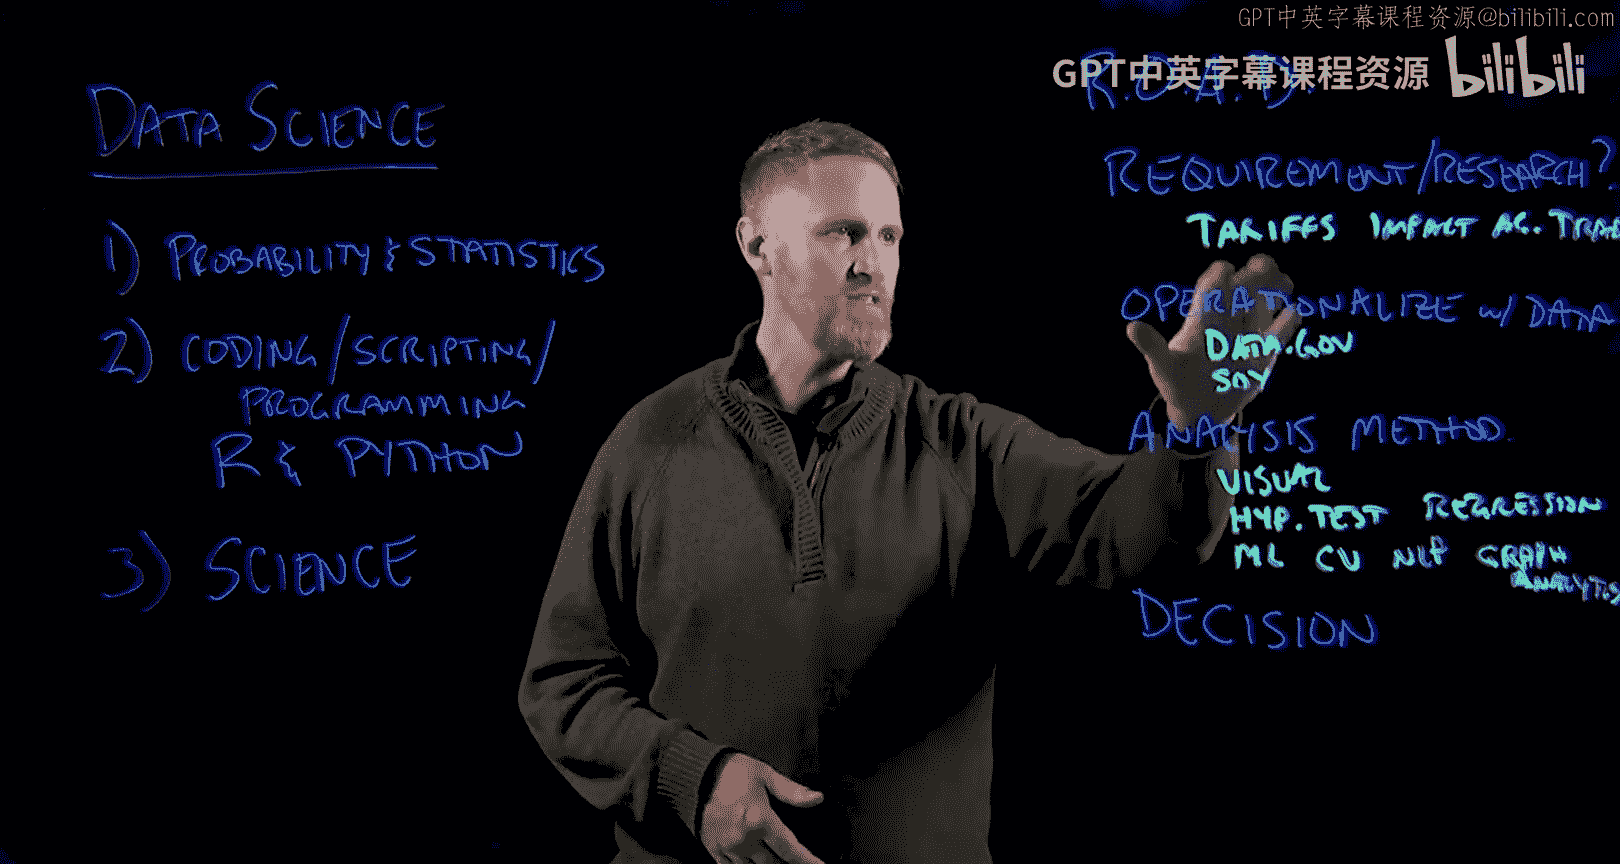 GPT中英字幕课程资源@bilibili.com
GPT中英字幕课程资源 bilibili
DATA SCIENCE
1) PROBABILITY & STATISTICS
2) CODING/SCRIPTING/
PROGRAMMING
R & PYTHON
3) SCIENCE
R.O.A.D.
REQUIREMENT/RESEARCH?
TARIFFS IMPACT AG. TRADE
OPERATIONALIZE W/ DATA
DATA.GOV
SOY
ANALYSIS METHOD
VISUAL
HYP. TEST REGRESSION
ML CV NLP GRAPH
ANALYTICS
DECISION